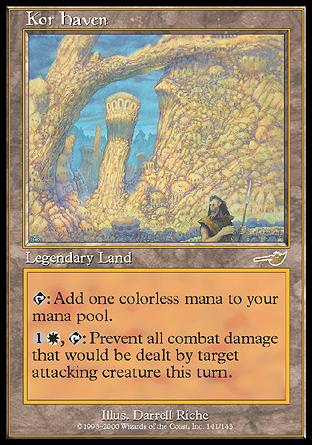 Kor Haven
Legendary Land
: Add one colorless mana to your
mana pool.
1 , : Prevent all combat damage
that would be dealt by target
attacking creature this turn.
Illus. Darrell Riche
©1993-2000 Wizards of the Coast, Inc. 141/143